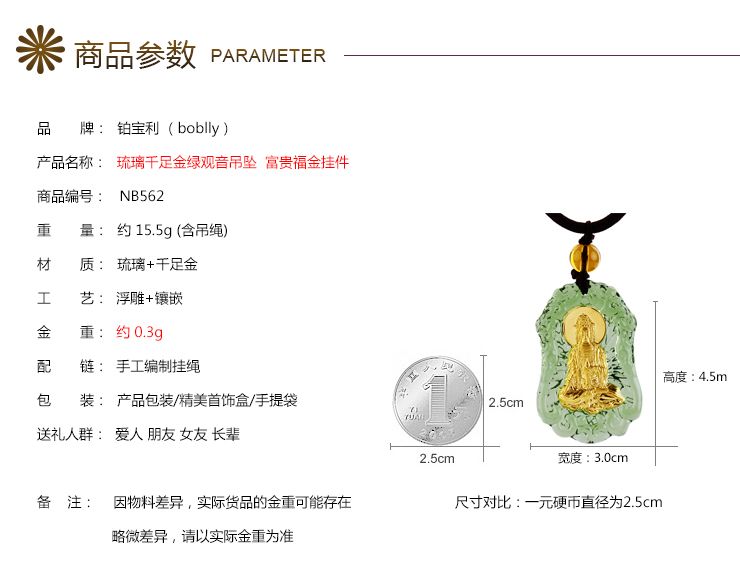 商品参数 PARAMETER
品 牌： 铂宝利（boblly）
产品名称： 琉璃千足金绿观音吊坠 富贵福金挂件
商品编号： NB562
重 量： 约 15.5g (含吊绳)
材 质： 琉璃+千足金
工 艺： 浮雕+镶嵌
金 重： 约 0.3g
配 链： 手工编制挂绳
包 装： 产品包装/精美首饰盒/手提袋
送礼人群： 爱人 朋友 女友 长辈
备 注： 因物料差异，实际货品的金重可能存在
略微差异，请以实际金重为准
1
YI
YUAN
2.5cm
2.5cm
高度：4.5m
宽度：3.0cm
尺寸对比：一元硬币直径为2.5cm